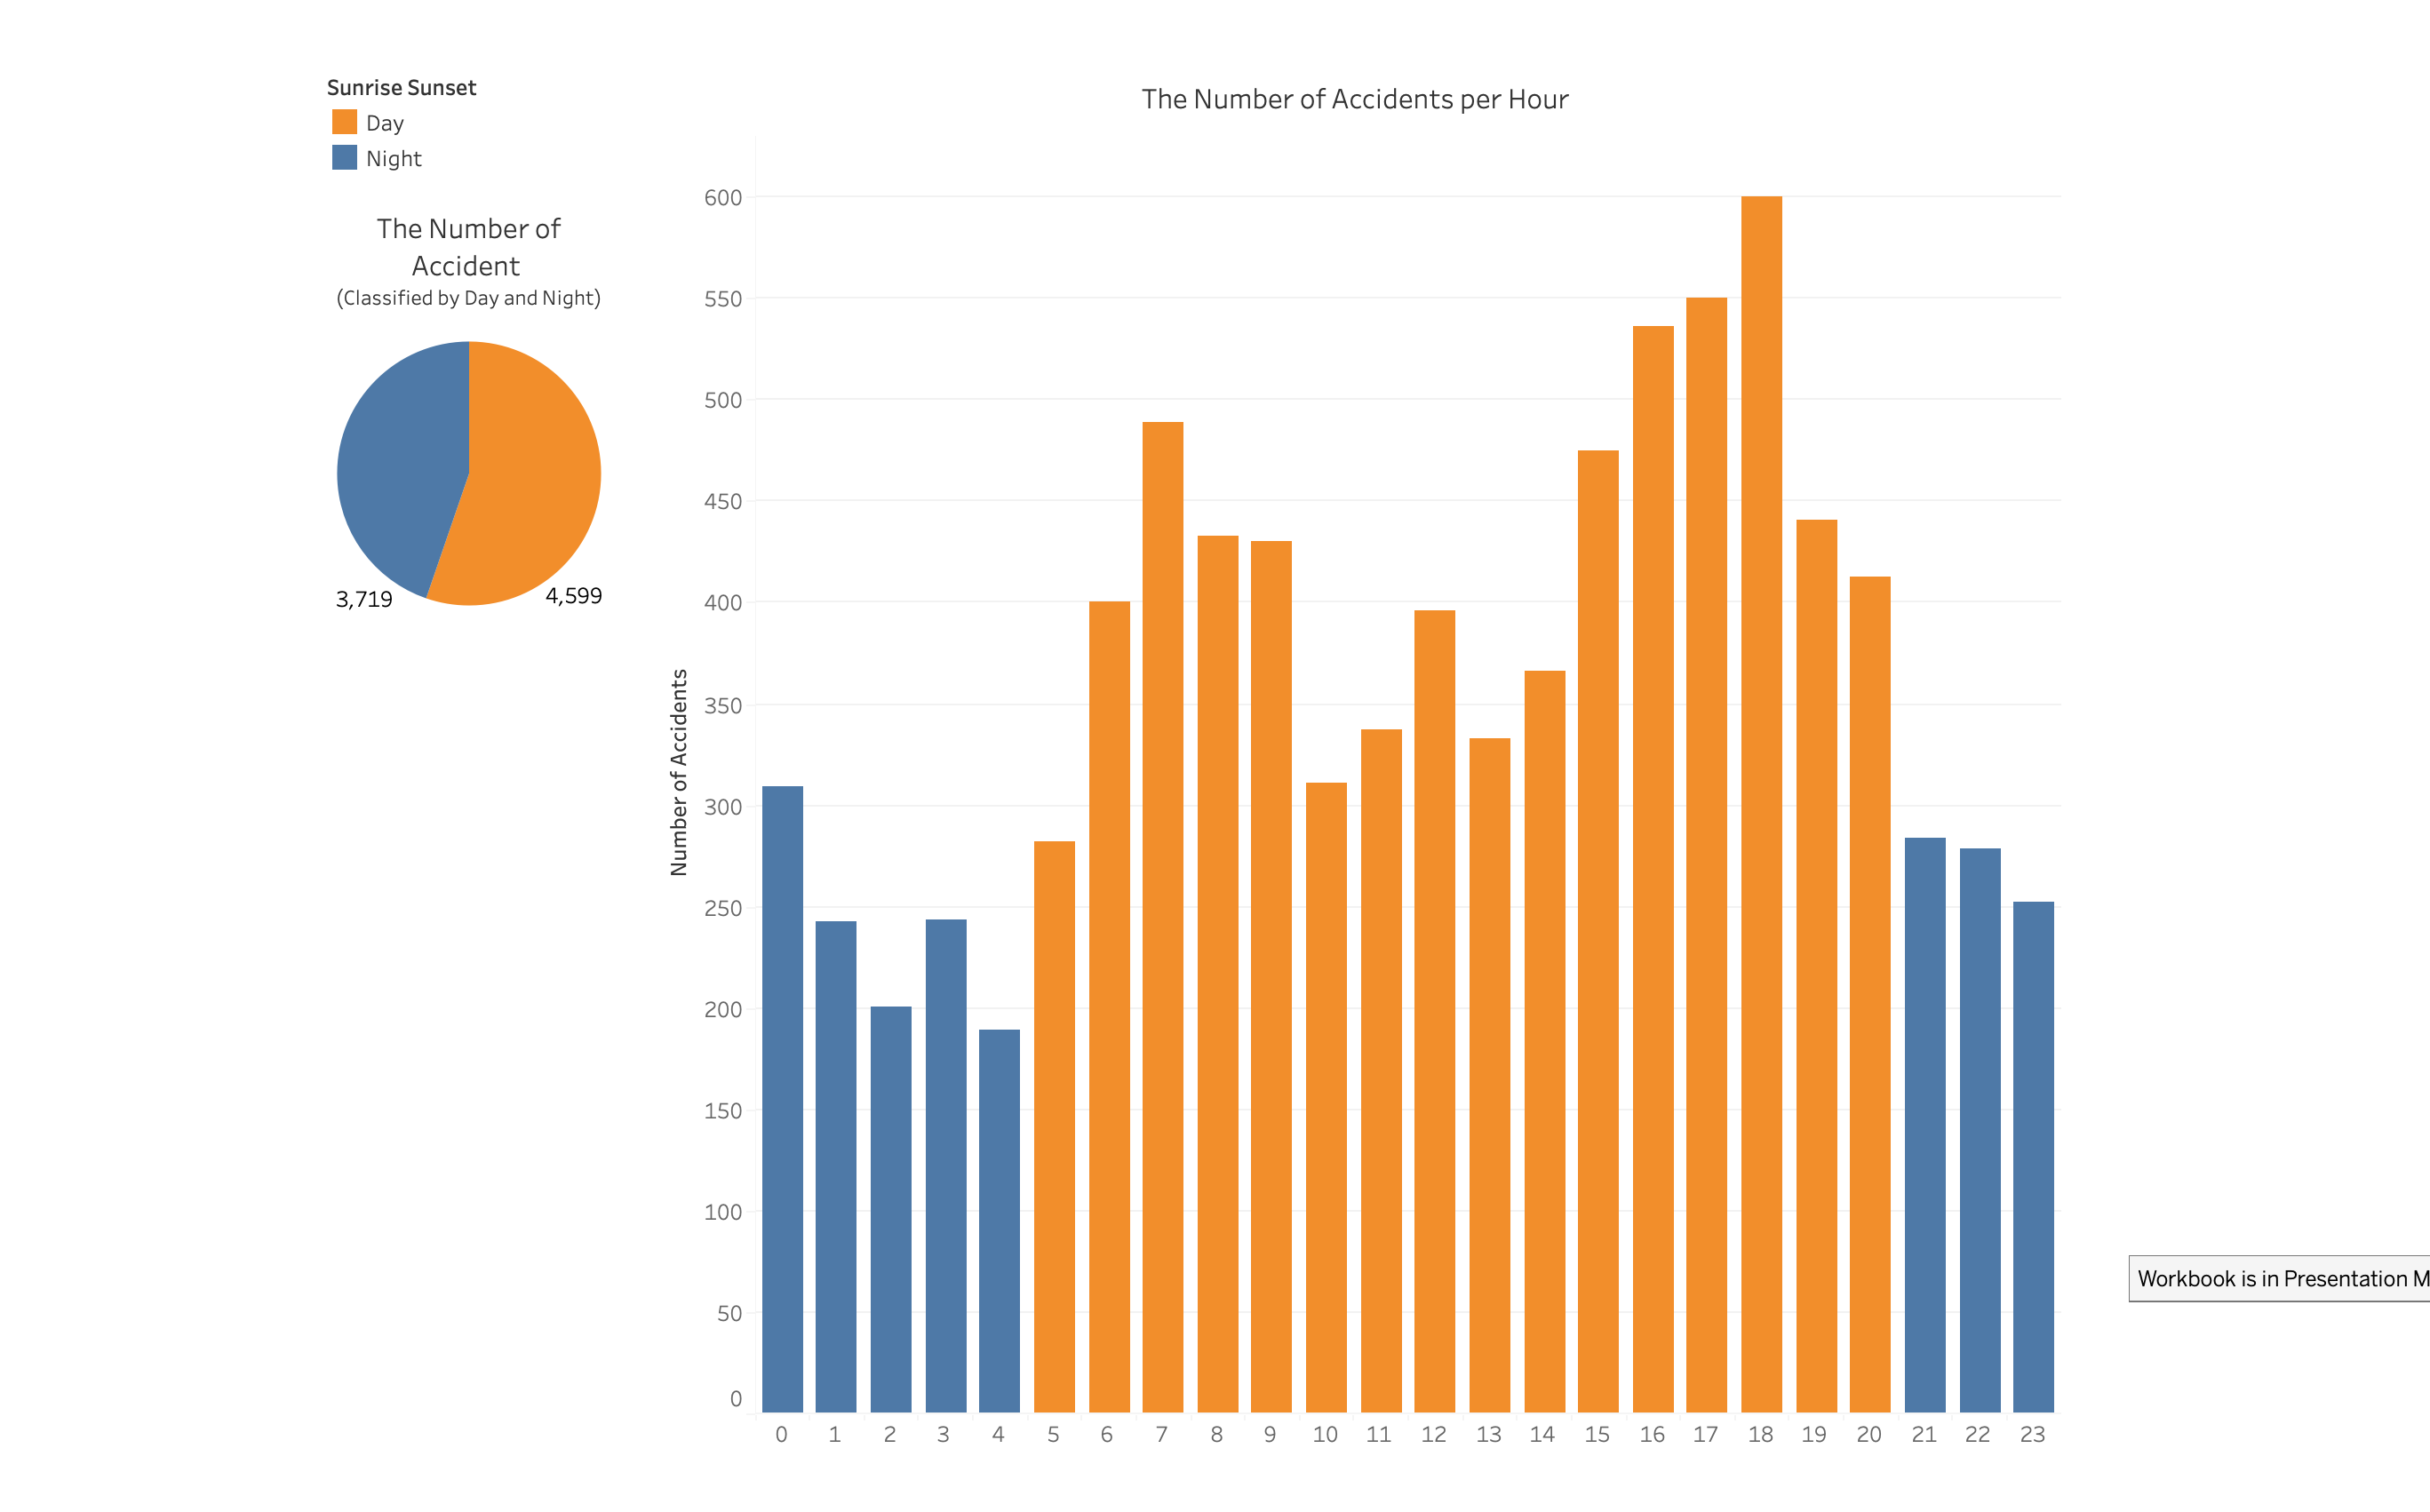 Sunrise Sunset
Day
Night
The Number of
Accident
(Classified by Day and Night)
3,719
4,599
The Number of Accidents per Hour
Number of Accidents
600
550
500
450
400
350
300
250
200
150
100
50
0
0 1 2 3 4 5 6 7 8 9 10 11 12 13 14 15 16 17 18 19 20 21 22 23
Workbook is in Presentation M